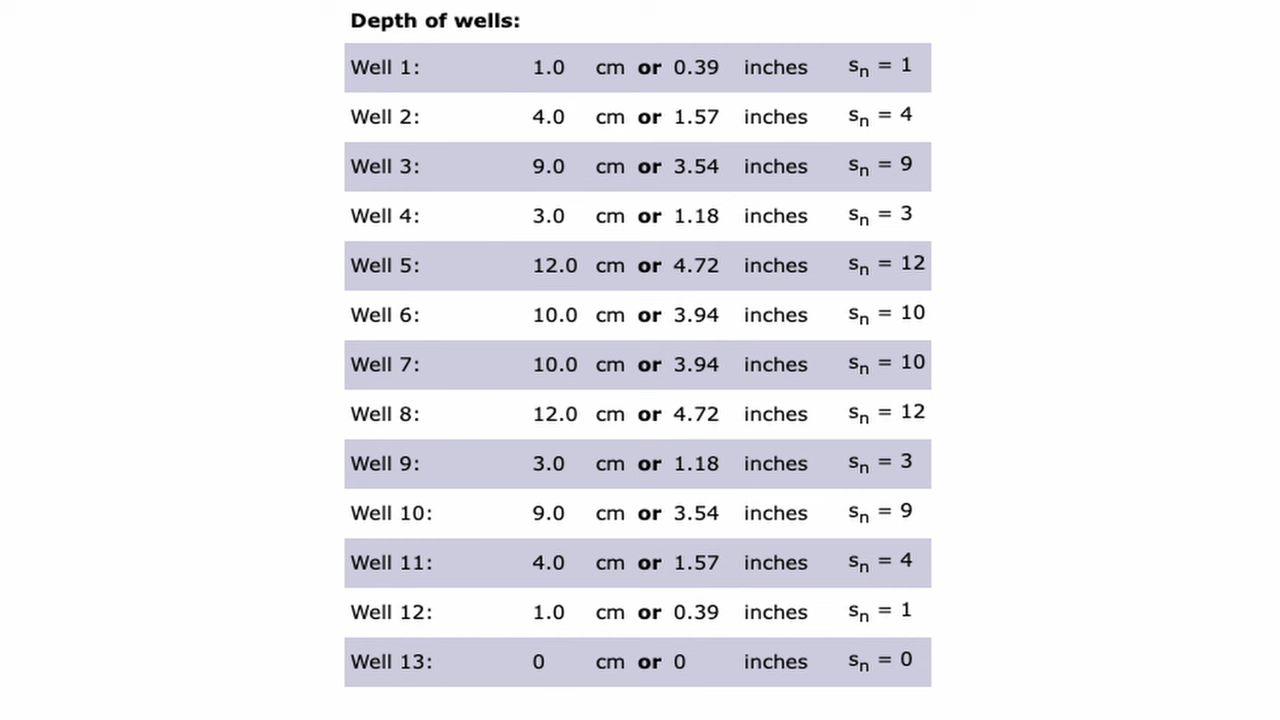 Depth of wells:
Well 1: 1.0 cm or 0.39 inches sn = 1
Well 2: 4.0 cm or 1.57 inches sn = 4
Well 3: 9.0 cm or 3.54 inches sn = 9
Well 4: 3.0 cm or 1.18 inches sn = 3
Well 5: 12.0 cm or 4.72 inches sn = 12
Well 6: 10.0 cm or 3.94 inches sn = 10
Well 7: 10.0 cm or 3.94 inches sn = 10
Well 8: 12.0 cm or 4.72 inches sn = 12
Well 9: 3.0 cm or 1.18 inches sn = 3
Well 10: 9.0 cm or 3.54 inches sn = 9
Well 11: 4.0 cm or 1.57 inches sn = 4
Well 12: 1.0 cm or 0.39 inches sn = 1
Well 13: 0 cm or 0 inches sn = 0